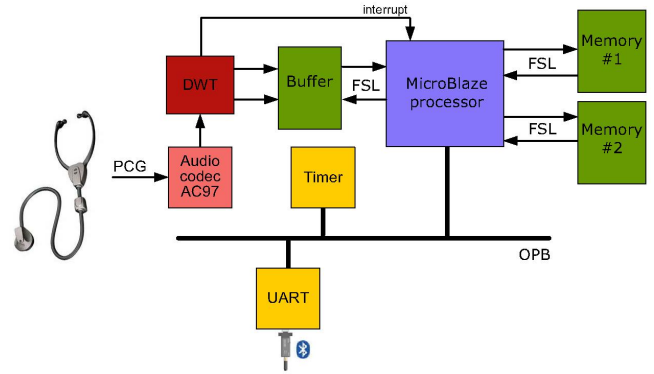 interrupt
DWT
Buffer
FSL
MicroBlaze
processor
FSL
Memory
#1
FSL
Memory
#2
PCG
Audio
codec
AC97
Timer
OPB
UART